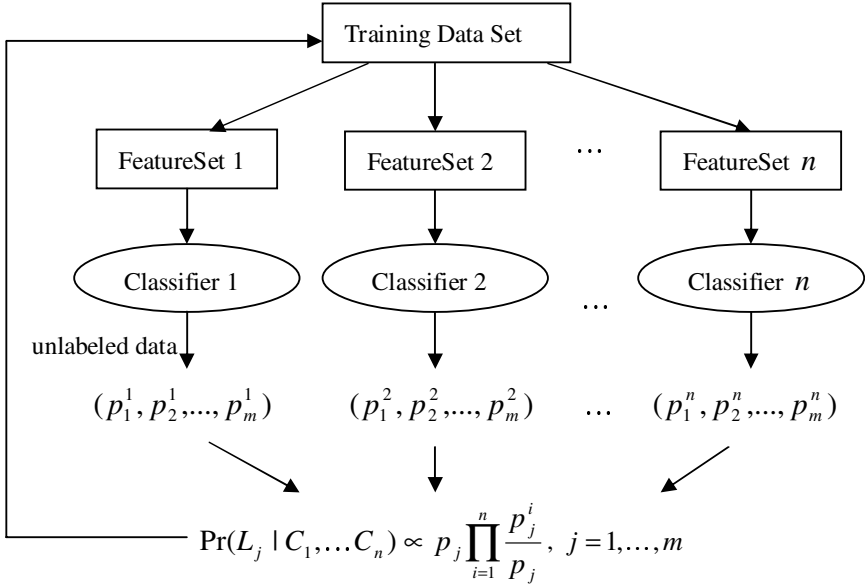 Training Data Set
FeatureSet 1 FeatureSet 2 ... FeatureSet n
Classifier 1 Classifier 2 ... Classifier n
unlabeled data
(p_1^1, p_2^1,..., p_m^1) (p_1^2, p_2^2,..., p_m^2) ... (p_1^n, p_2^n,..., p_m^n)
Pr(L_j | C_1,...C_n) ∝ p_j ∏_{i=1}^{n} \frac{p_j^i}{p_j}, j = 1,...,m